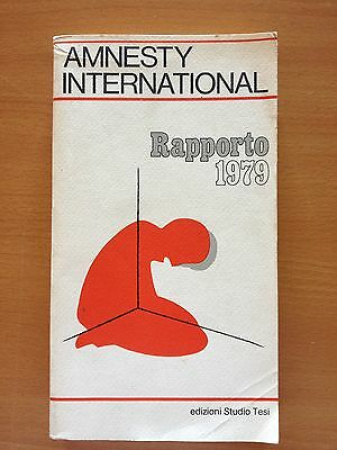 AMNESTY
INTERNATIONAL
Rapporto
1979
edizioni Studio Tesi